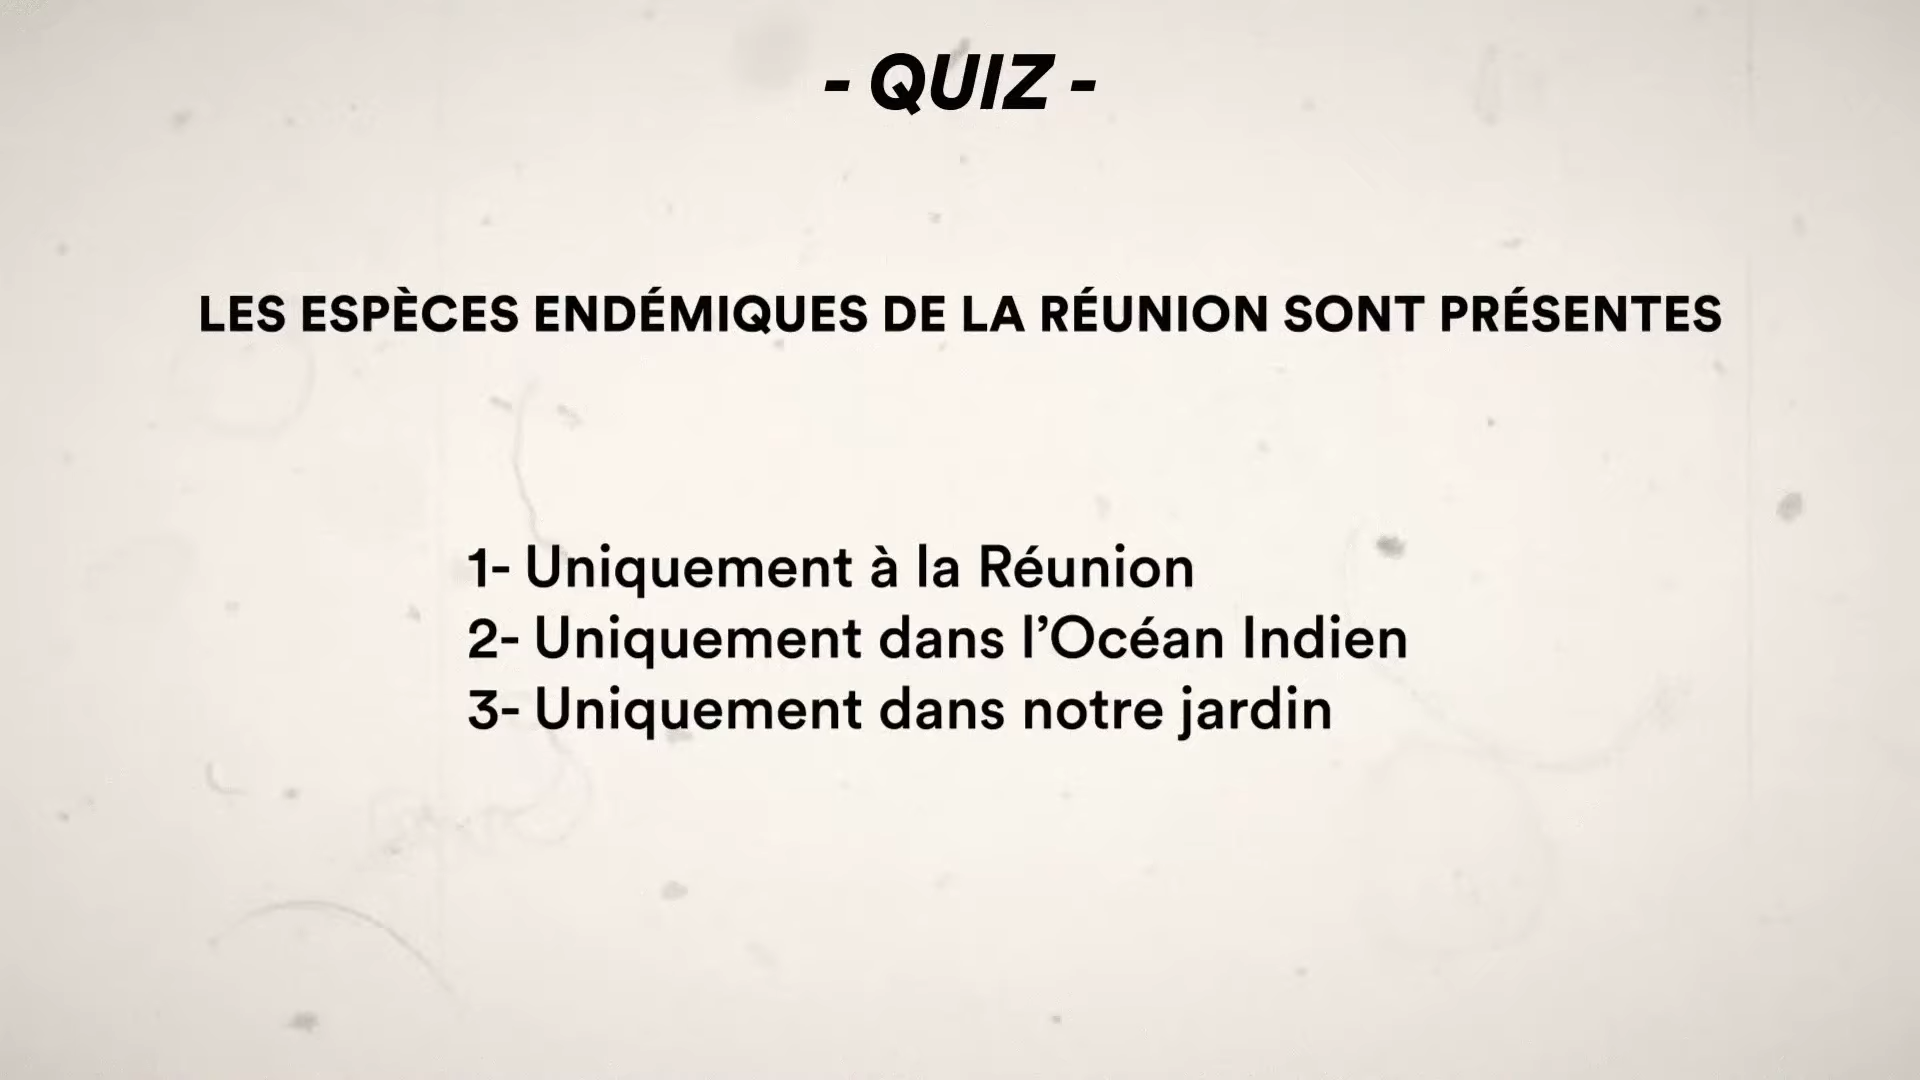 - QUIZ -
LES ESPÈCES ENDÉMIQUES DE LA RÉUNION SONT PRÉSENTES
1- Uniquement à la Réunion
2- Uniquement dans l’Océan Indien
3- Uniquement dans notre jardin